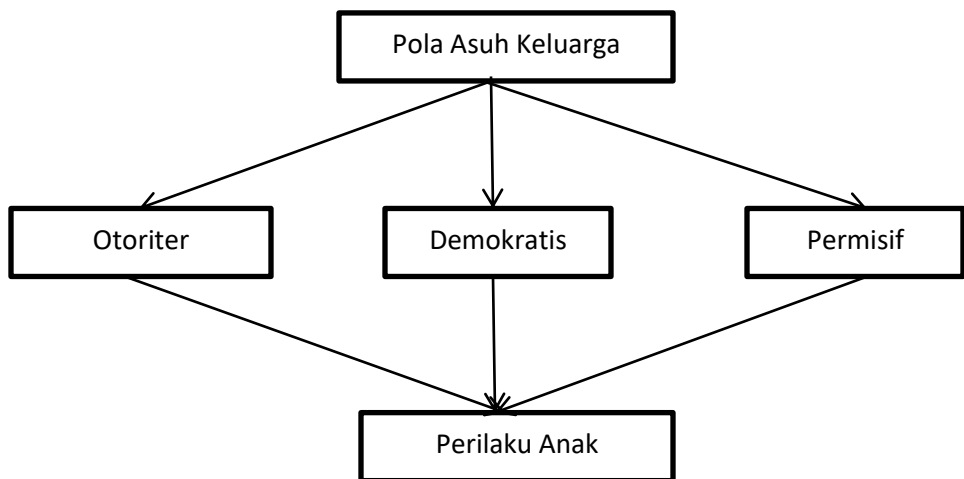 Pola Asuh Keluarga
Otoriter
Demokratis
Permisif
Perilaku Anak